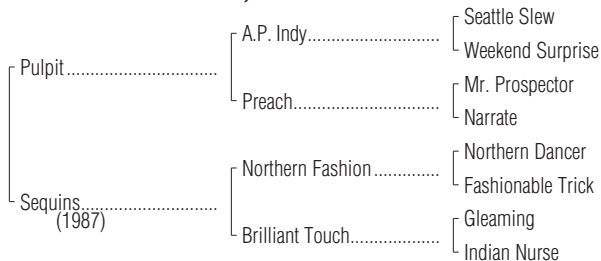 Seattle Slew
A.P. Indy
Weekend Surprise
Pulpit
Mr. Prospector
Preach
Narrate
Northern Dancer
Northern Fashion
Fashionable Trick
Sequins
(1987)
Gleaming
Brilliant Touch
Indian Nurse